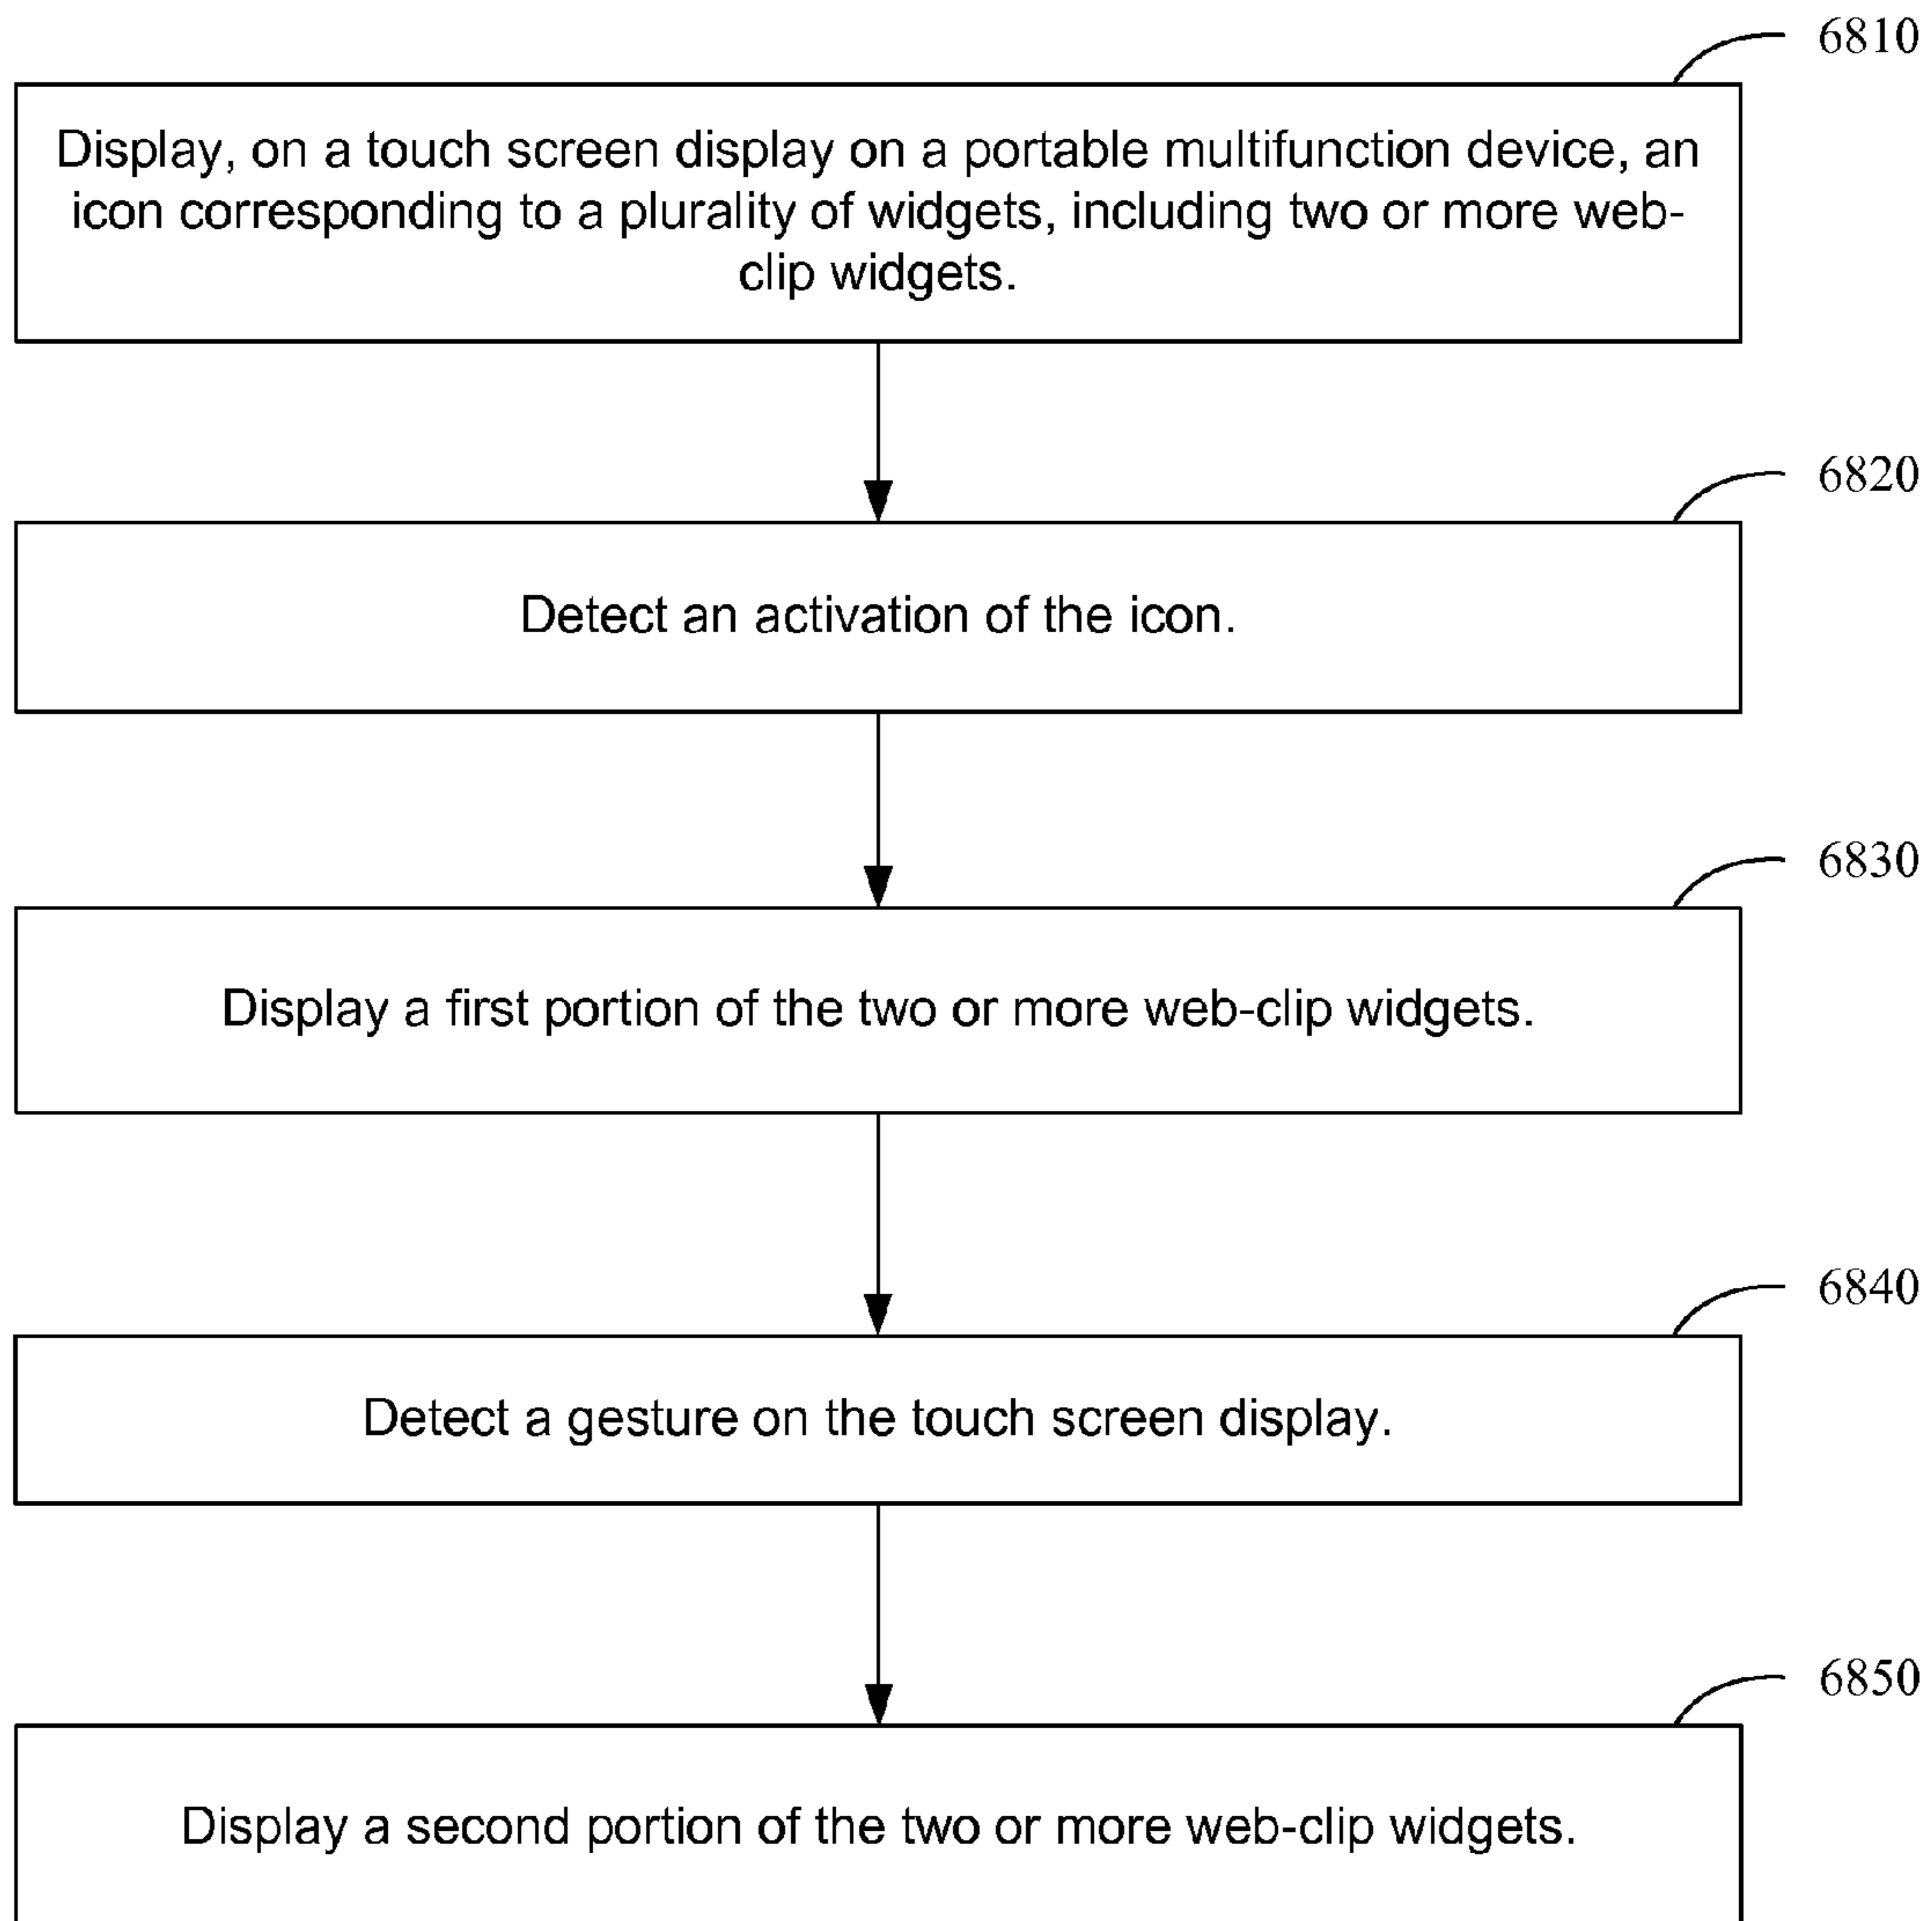 6810
Display, on a touch screen display on a portable multifunction device, an
icon corresponding to a plurality of widgets, including two or more web-
clip widgets.
6820
Detect an activation of the icon.
6830
Display a first portion of the two or more web-clip widgets.
6840
Detect a gesture on the touch screen display.
6850
Display a second portion of the two or more web-clip widgets.